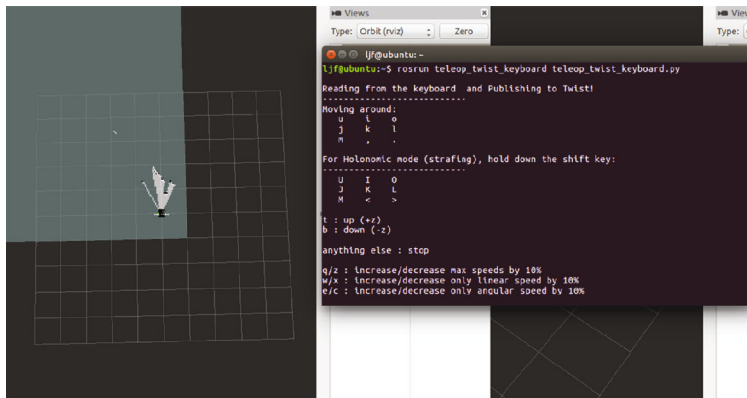 Views
Type: Orbit (rviz) Zero
View
Type:
ljf@ubuntu: ~
ljf@ubuntu:~$ rosrun teleop_twist_keyboard teleop_twist_keyboard.py
Reading from the keyboard  and Publishing to Twist!
---------------------------
Moving around:
u i o
j k l
m , .
For Holonomic mode (strafing), hold down the shift key:
---------------------------
U I O
J K L
M < >
t : up (+z)
b : down (-z)
anything else : stop
q/z : increase/decrease max speeds by 10%
w/x : increase/decrease only linear speed by 10%
e/c : increase/decrease only angular speed by 10%